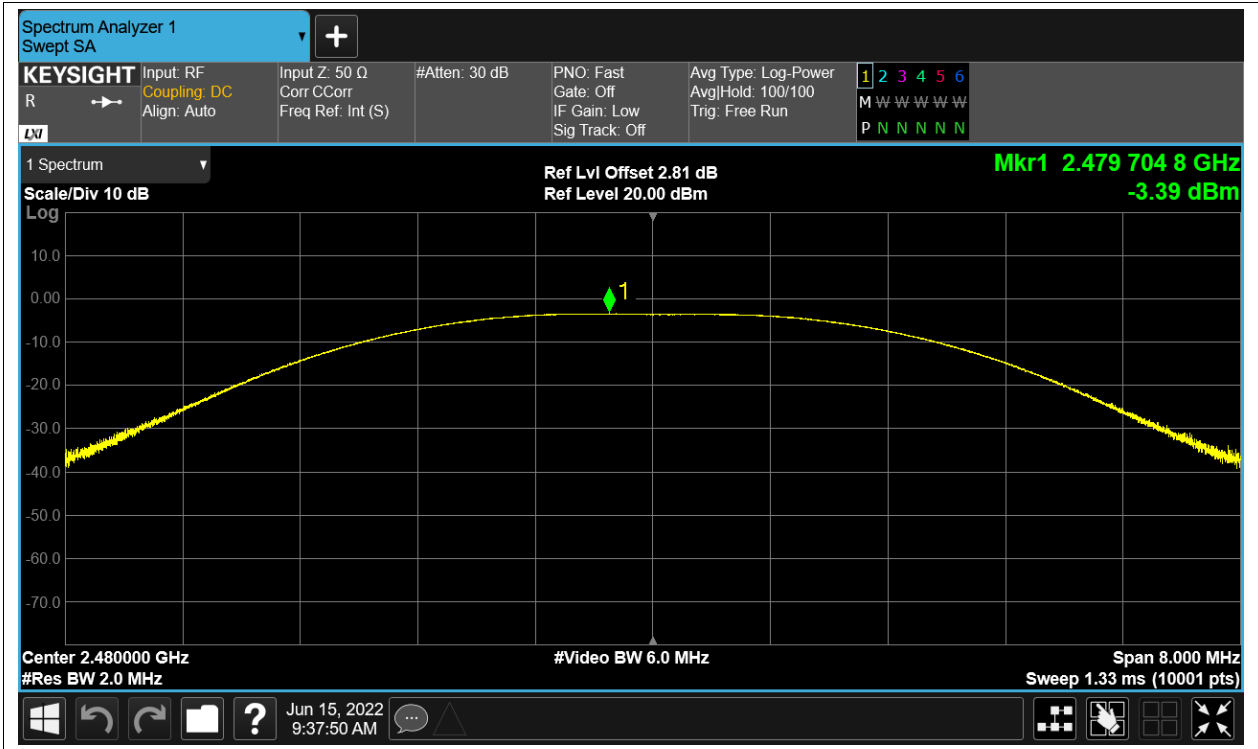 Spectrum Analyzer 1
Swept SA
+
KEYSIGHT
R
LXI
Input: RF
Coupling: DC
Align: Auto
Input Z: 50 Ω
Corr CCorr
Freq Ref: Int (S)
#Atten: 30 dB
PNO: Fast
Gate: Off
IF Gain: Low
Sig Track: Off
Avg Type: Log-Power
Avg|Hold: 100/100
Trig: Free Run
1 2 3 4 5 6
M W W W W W
P N N N N N
1 Spectrum
Scale/Div 10 dB
Log
Ref Lvl Offset 2.81 dB
Ref Level 20.00 dBm
Mkr1 2.479 704 8 GHz
-3.39 dBm
10.0
0.00
1
-10.0
-20.0
-30.0
-40.0
-50.0
-60.0
-70.0
Center 2.480000 GHz
#Res BW 2.0 MHz
#Video BW 6.0 MHz
Span 8.000 MHz
Sweep 1.33 ms (10001 pts)
?
Jun 15, 2022
9:37:50 AM